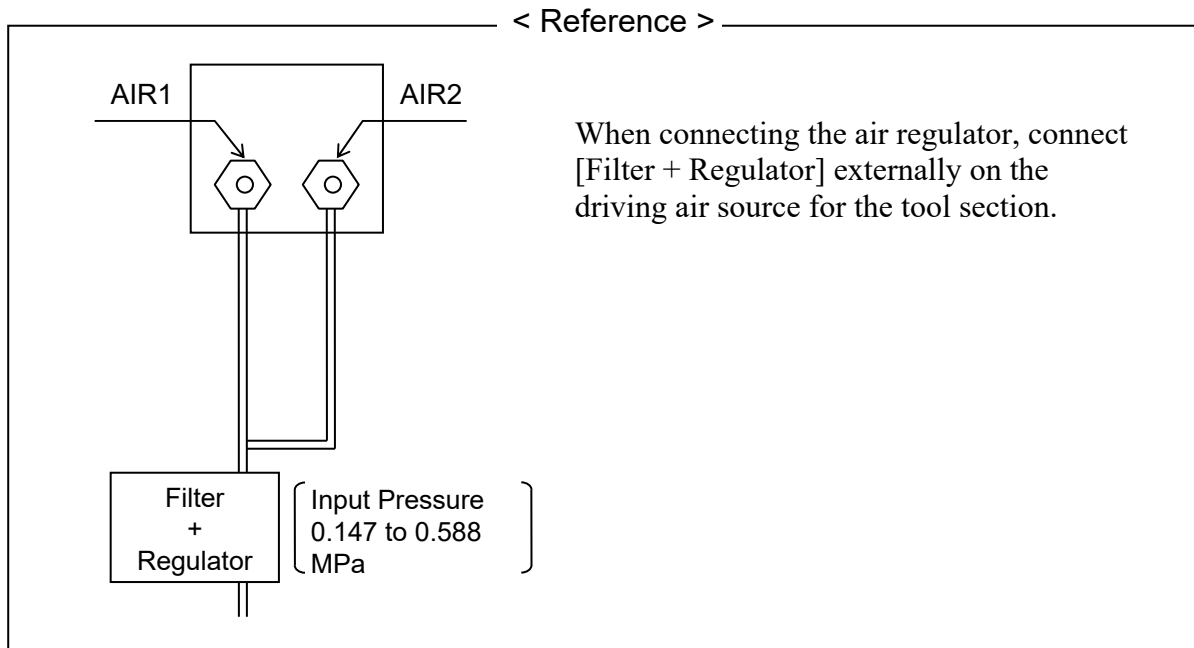 < Reference >
AIR1
AIR2
When connecting the air regulator, connect
[Filter + Regulator] externally on the
driving air source for the tool section.
Filter
+
Regulator
Input Pressure
0.147 to 0.588
MPa